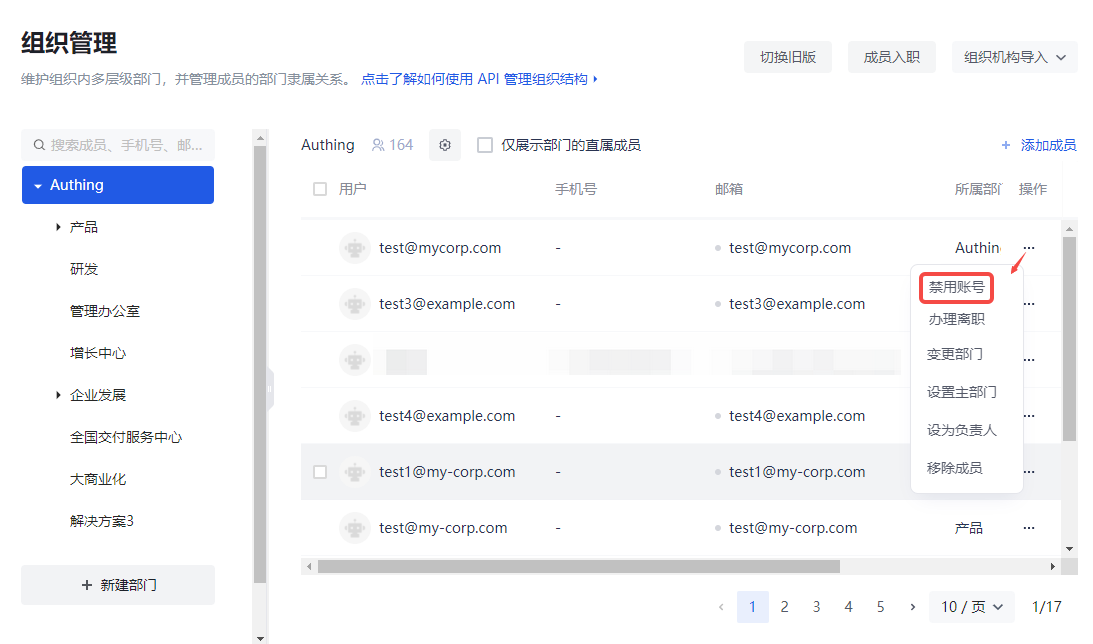 组织管理
维护组织内多层级部门，并管理成员的部门隶属关系。 点击了解如何使用 API 管理组织结构
切换旧版
成员入职
组织机构导入
搜索成员、手机号、邮...
Authing
产品
研发
管理办公室
增长中心
企业发展
全国交付服务中心
大商业化
解决方案3
+ 新建部门
Authing 164 仅展示部门的直属成员 + 添加成员
用户 手机号 邮箱 所属部门 操作
test@mycorp.com - test@mycorp.com Authin ...
test3@example.com - test3@example.com ...
...
test4@example.com - test4@example.com ...
test1@my-corp.com - test1@my-corp.com ...
test@my-corp.com - test@my-corp.com 产品 ...
禁用账号
办理离职
变更部门
设置主部门
设为负责人
移除成员
1 2 3 4 5 10 / 页 1/17